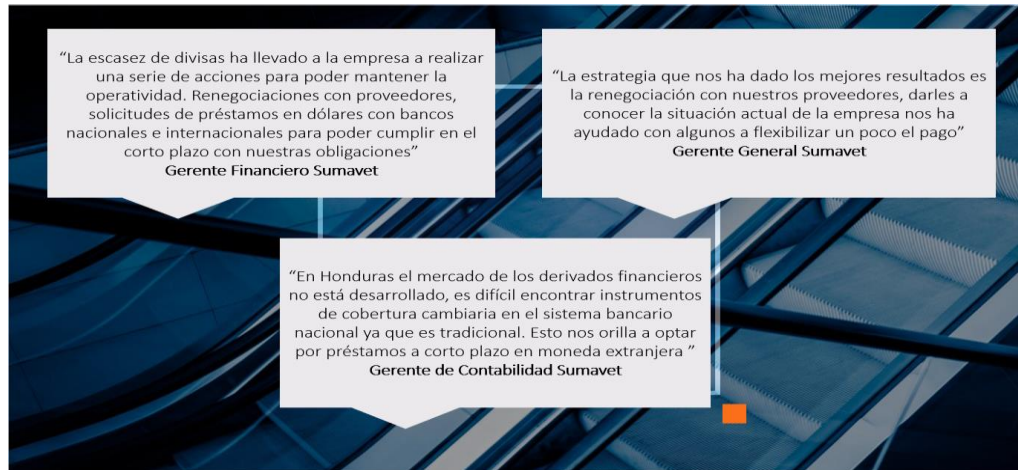 “La escasez de divisas ha llevado a la empresa a realizar
una serie de acciones para poder mantener la
operatividad. Renegociaciones con proveedores,
solicitudes de préstamos en dólares con bancos
nacionales e internacionales para poder cumplir en el
corto plazo con nuestras obligaciones”
Gerente Financiero Sumavet
“La estrategia que nos ha dado los mejores resultados es
la renegociación con nuestros proveedores, darles a
conocer la situación actual de la empresa nos ha
ayudado con algunos a flexibilizar un poco el pago”
Gerente General Sumavet
“En Honduras el mercado de los derivados financieros
no está desarrollado, es difícil encontrar instrumentos
de cobertura cambiaria en el sistema bancario
nacional ya que es tradicional. Esto nos orilla a optar
por préstamos a corto plazo en moneda extranjera ”
Gerente de Contabilidad Sumavet